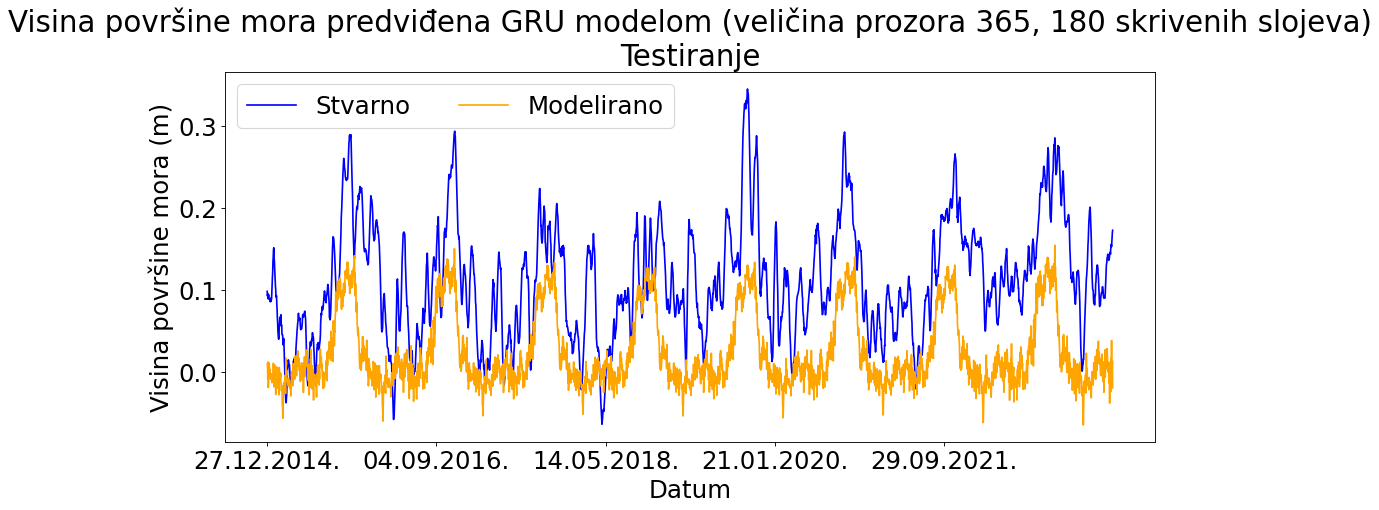 Visina površine mora predviđena GRU modelom (veličina prozora 365, 180 skrivenih slojeva)
Testiranje
Stvarno
Modelirano
Visina površine mora (m)
0.3
0.2
0.1
0.0
27.12.2014.
04.09.2016.
14.05.2018.
21.01.2020.
29.09.2021.
Datum